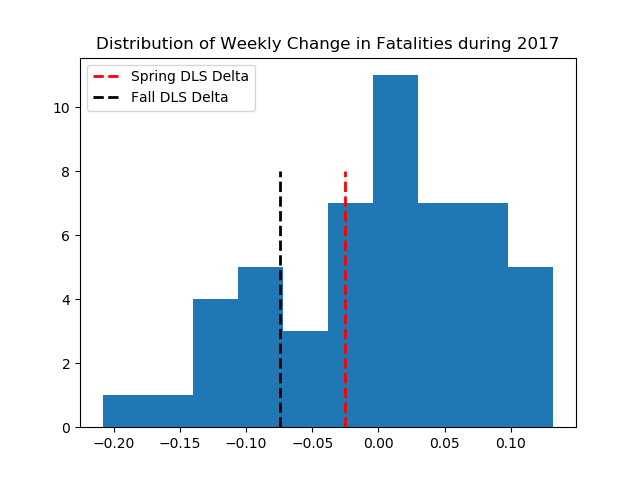 Distribution of Weekly Change in Fatalities during 2017
Spring DLS Delta
Fall DLS Delta
10
8
6
4
2
0
−0.20 −0.15 −0.10 −0.05 0.00 0.05 0.10